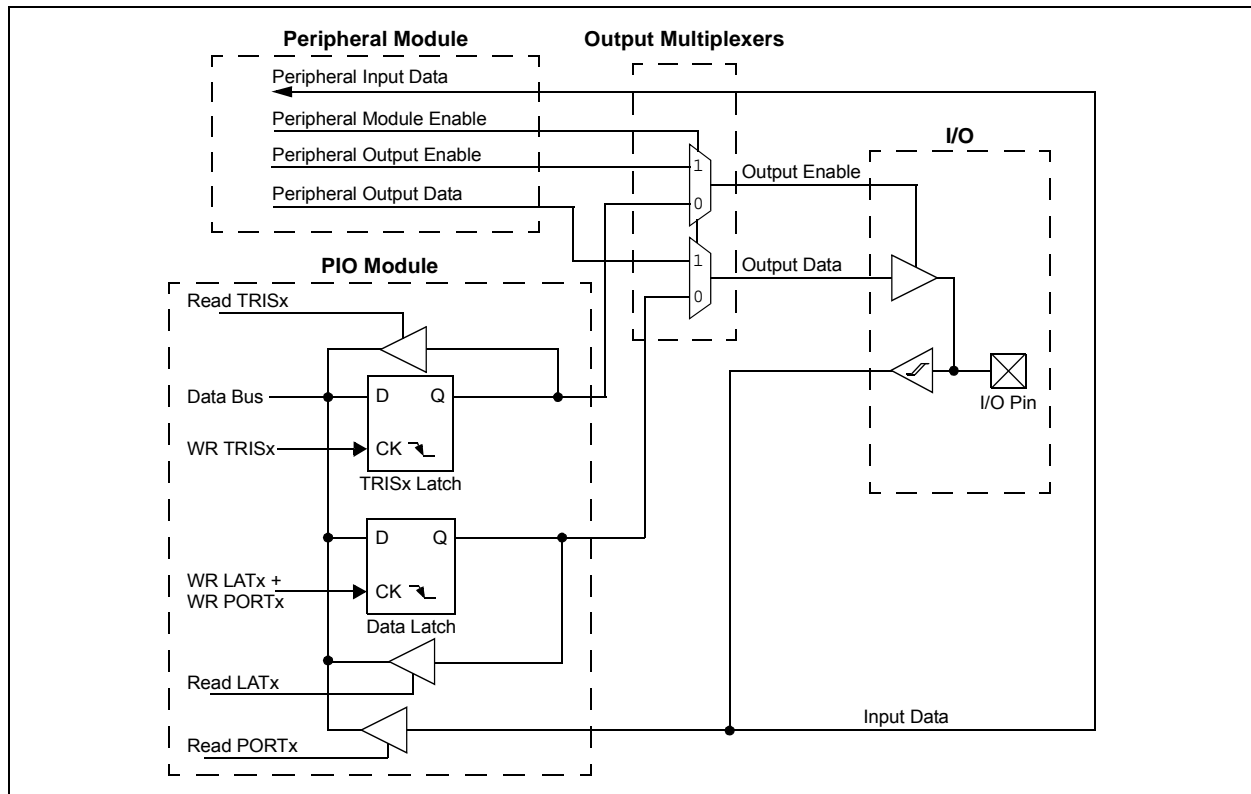 Peripheral Module
Output Multiplexers
Peripheral Input Data
Peripheral Module Enable
Peripheral Output Enable
Peripheral Output Data
1
0
1
0
Output Enable
Output Data
I/O
I/O Pin
PIO Module
Read TRISx
Data Bus
D
Q
WR TRISx
CK
TRISx Latch
D
Q
WR LATx +
WR PORTx
CK
Data Latch
Read LATx
Read PORTx
Input Data